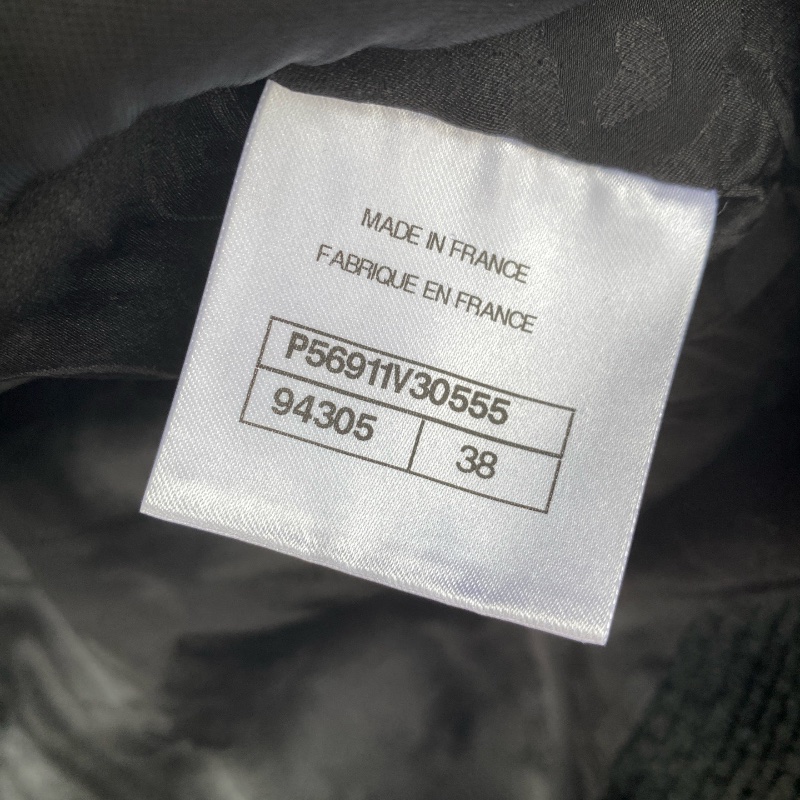 MADE IN FRANCE
FABRIQUE EN FRANCE
P56911V30555
94305 38